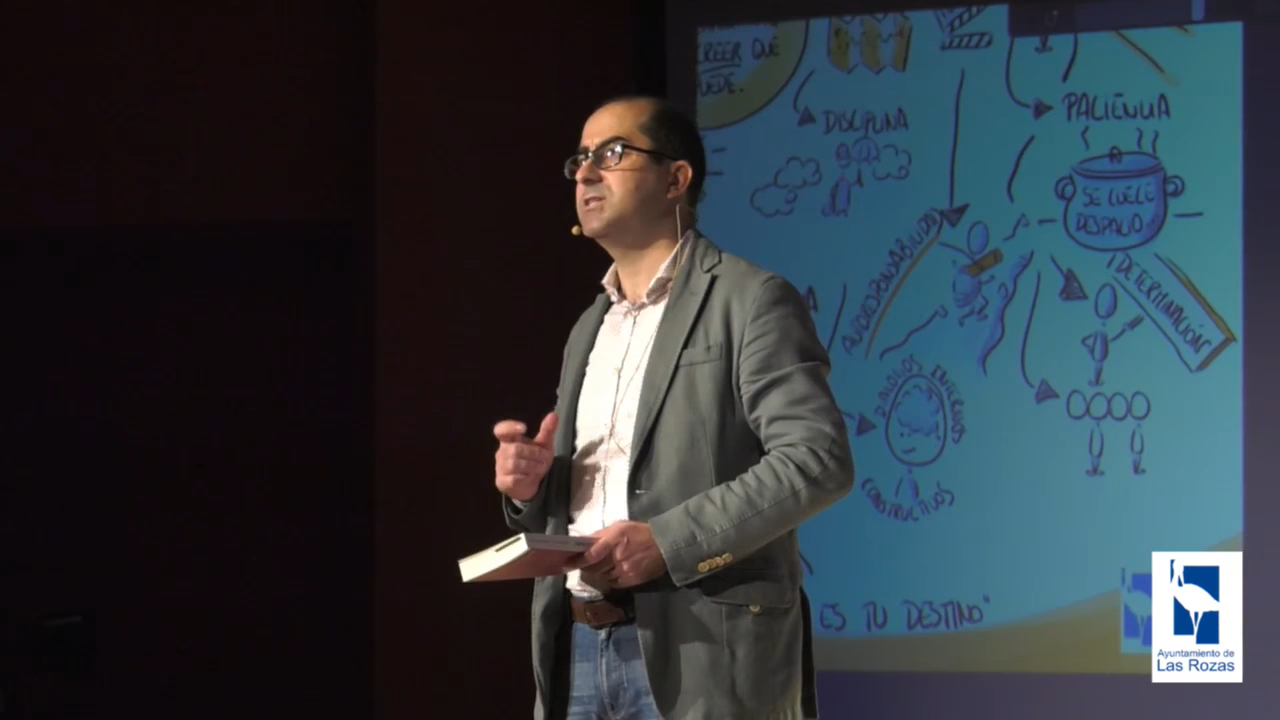 CREER QUE
PUEDE.
DISCIPLINA
PACIENCIA
SE CUECE
DESPACIO
AUTORESPONSABILIDAD
DETERMINACIÓN
DIÁLOGOS INTERNOS
CONSTRUCTIVOS
ES TU DESTINO"
Ayuntamiento de
Las Rozas